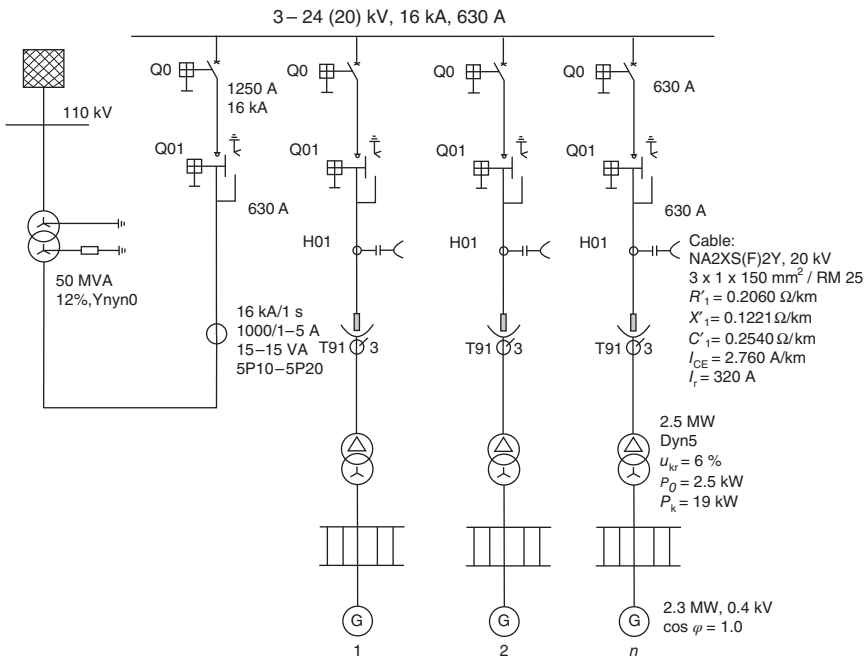 3 – 24 (20) kV, 16 kA, 630 A
Q0
1250 A
16 kA
Q0
Q0
Q0
630 A
110 kV
Q01
Q01
Q01
Q01
630 A
630 A
H01
H01
H01
Cable:
NA2XS(F)2Y, 20 kV
3 x 1 x 150 mm² / RM 25
R′₁ = 0.2060 Ω/km
X′₁ = 0.1221 Ω/km
C′₁ = 0.2540 Ω/km
I_CE = 2.760 A/km
I_r = 320 A
50 MVA
12%,Ynyn0
16 kA/1 s
1000/1–5 A
15–15 VA
5P10–5P20
T91
3
T91
3
T91
3
2.5 MW
Dyn5
u_kr = 6 %
P₀ = 2.5 kW
P_k = 19 kW
G
G
G
2.3 MW, 0.4 kV
cos φ = 1.0
1
2
n